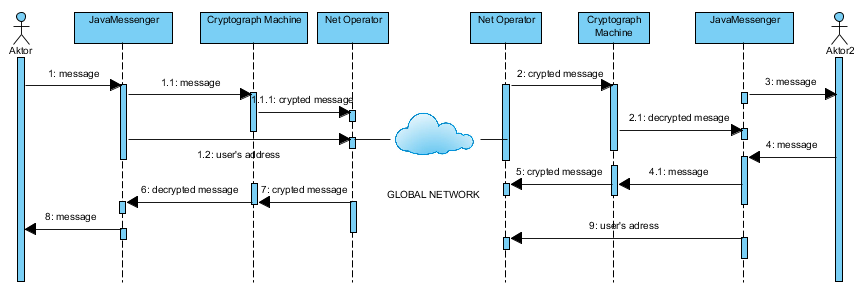 JavaMessenger
Cryptograph Machine
Net Operator
Net Operator
Cryptograph
Machine
JavaMessenger
Aktor
Aktor2
1: message
1.1: message
1.1.1: crypted message
1.2: user's address
2: crypted message
2.1: decrypted mesage
3: message
4: message
4.1: message
5: crypted message
6: decrypted message
7: crypted message
8: message
GLOBAL NETWORK
9: user's adress